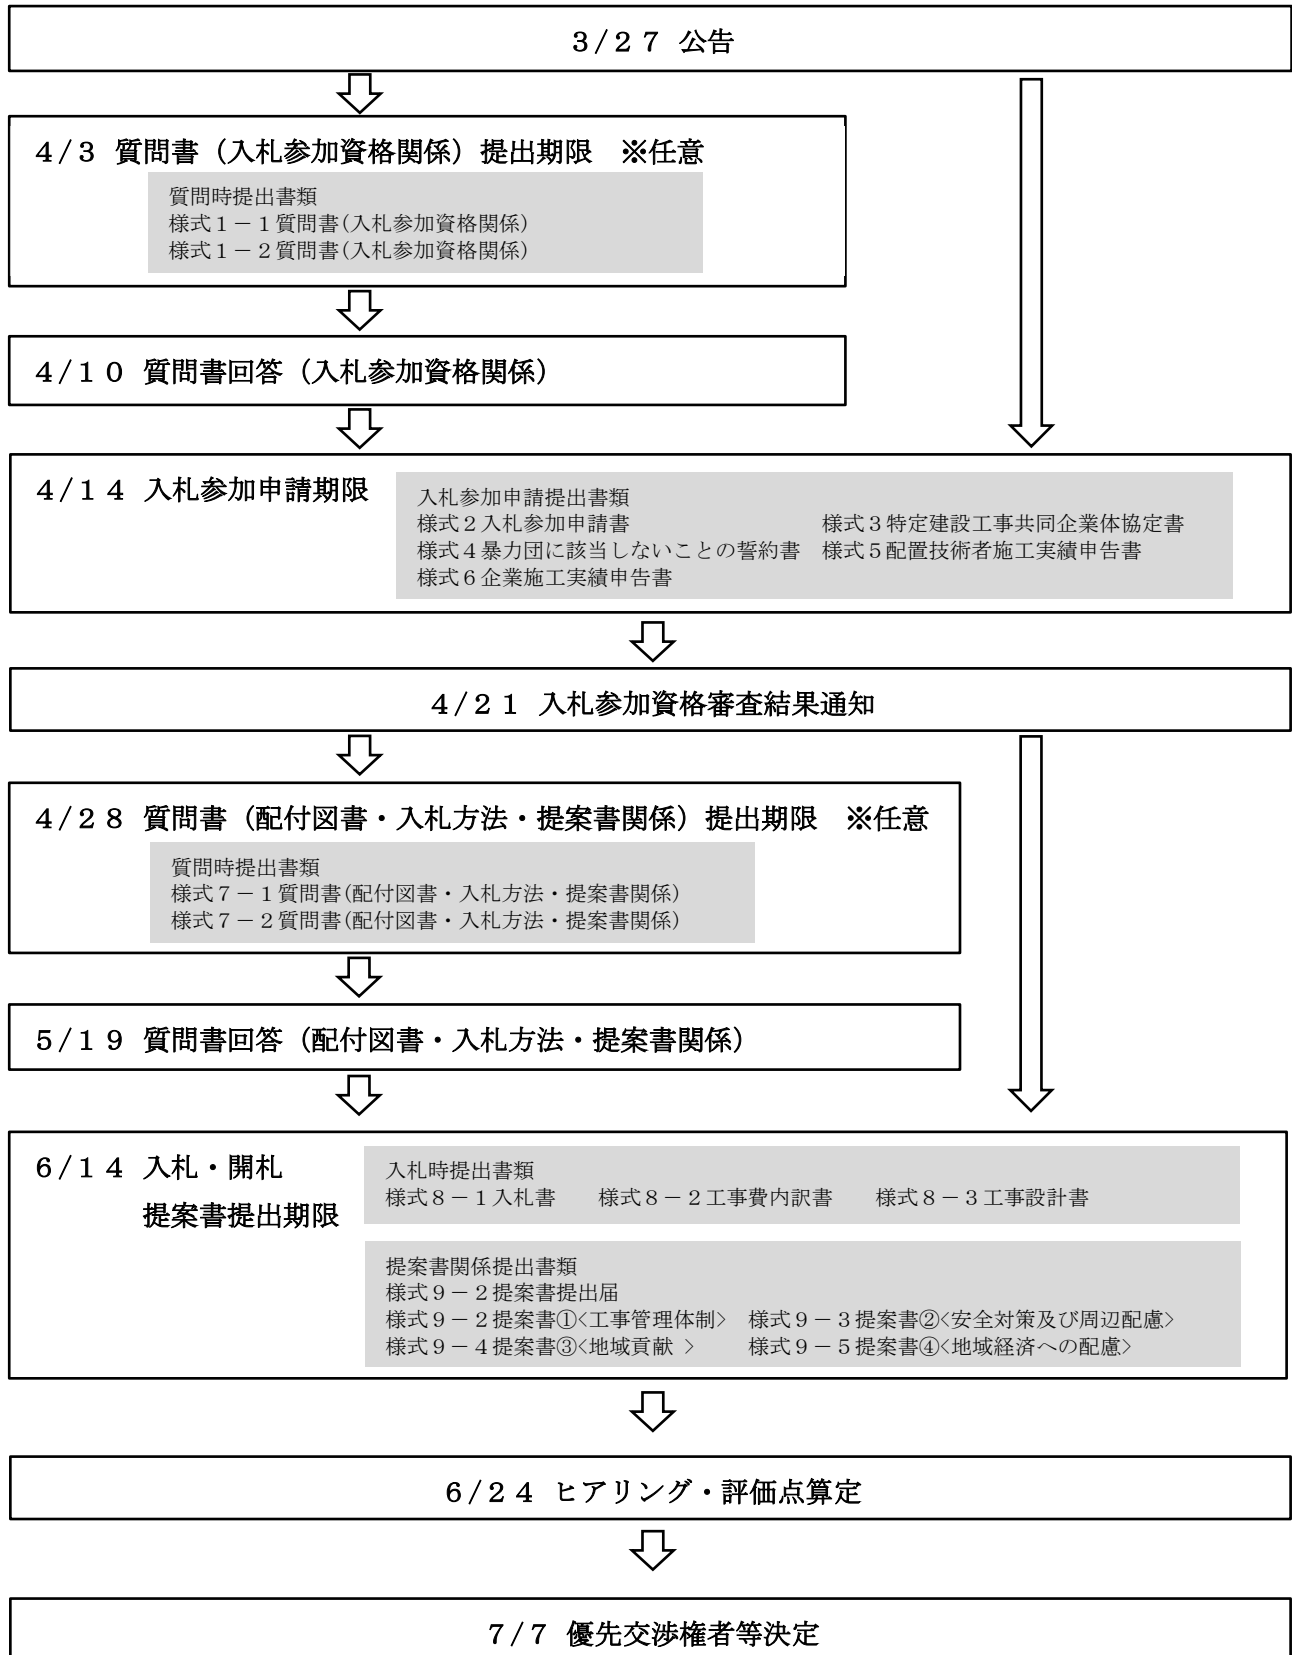 3/27 公告
4/3 質問書（入札参加資格関係）提出期限　※任意
質問時提出書類
様式１－１質問書(入札参加資格関係)
様式１－２質問書(入札参加資格関係)
4/10 質問書回答（入札参加資格関係）
4/14 入札参加申請期限
入札参加申請提出書類
様式２入札参加申請書　様式３特定建設工事共同企業体協定書
様式４暴力団に該当しないことの誓約書　様式５配置技術者施工実績申告書
様式６企業施工実績申告書
4/21 入札参加資格審査結果通知
4/28 質問書（配付図書・入札方法・提案書関係）提出期限　※任意
質問時提出書類
様式７－１質問書(配付図書・入札方法・提案書関係)
様式７－２質問書(配付図書・入札方法・提案書関係)
5/19 質問書回答（配付図書・入札方法・提案書関係）
6/14 入札・開札
提案書提出期限
入札時提出書類
様式８－１入札書　様式８－２工事費内訳書　様式８－３工事設計書
提案書関係提出書類
様式９－２提案書提出届
様式９－２提案書①<工事管理体制>　様式９－３提案書②<安全対策及び周辺配慮>
様式９－４提案書③<地域貢献 >　様式９－５提案書④<地域経済への配慮>
6/24 ヒアリング・評価点算定
7/7 優先交渉権者等決定